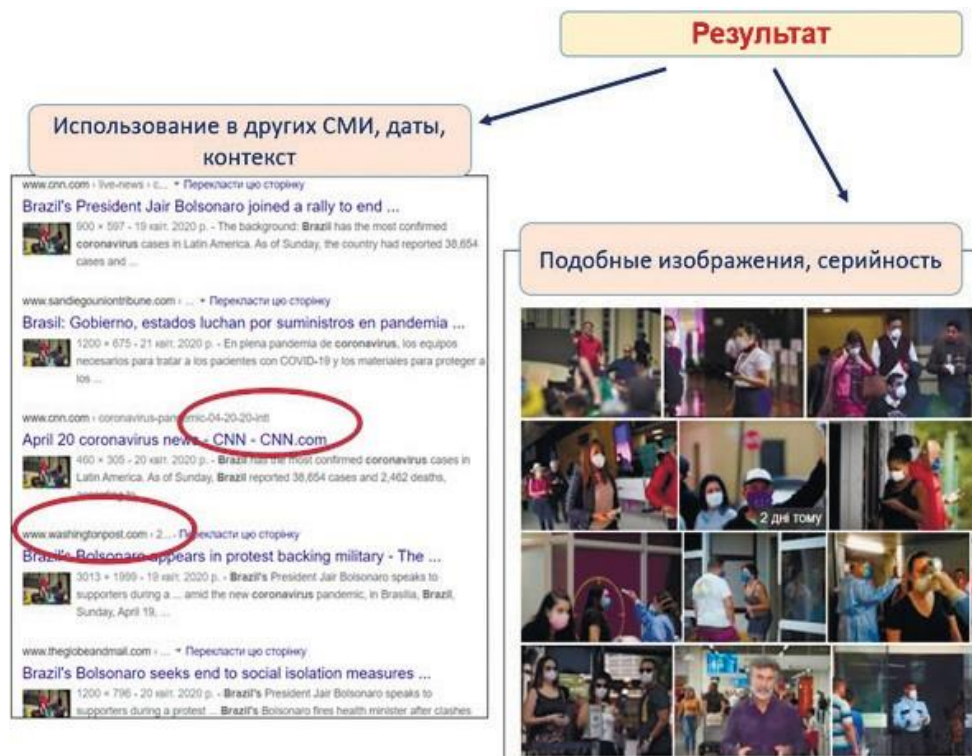 Результат
Использование в других СМИ, даты,
контекст
www.cnn.com › live-news › c... ▾ Перекласти цю сторінку
Brazil's President Jair Bolsonaro joined a rally to end ...
900 × 597 - 19 квіт. 2020 р. - The background: Brazil has the most confirmed
coronavirus cases in Latin America. As of Sunday, the country had reported 38,654
cases and ...
www.sandiegouniontribune.com › ... ▾ Перекласти цю сторінку
Brasil: Gobierno, estados luchan por suministros en pandemia ...
1200 × 675 - 21 квіт. 2020 р. - En plena pandemia de coronavirus, los equipos
necesarios para tratar a los pacientes con COVID-19 y los materiales para proteger a
los ...
www.cnn.com › coronavirus-pandemic-04-20-20-intl
April 20 coronavirus news - CNN - CNN.com
460 × 305 - 20 квіт. 2020 р. - Brazil has the most confirmed coronavirus cases in
Latin America. As of Sunday, Brazil reported 38,654 cases and 2,462 deaths,
www.washingtonpost.com › 2... Перекласти цю сторінку
Brazil's Bolsonaro appears in protest backing military - The ...
3013 × 1999 - 19 квіт. 2020 р. - Brazil's President Jair Bolsonaro speaks to
supporters during a ... amid the new coronavirus pandemic, in Brasilia, Brazil,
Sunday, April 19, ...
www.theglobeandmail.com › ... ▾ Перекласти цю сторінку
Brazil's Bolsonaro seeks end to social isolation measures ...
1200 × 796 - 20 квіт. 2020 р. - Brazil's President Jair Bolsonaro speaks to
supporters during a protest ... Brazil's Bolsonaro fires health minister after clashes
Подобные изображения, серийность
2 дні тому